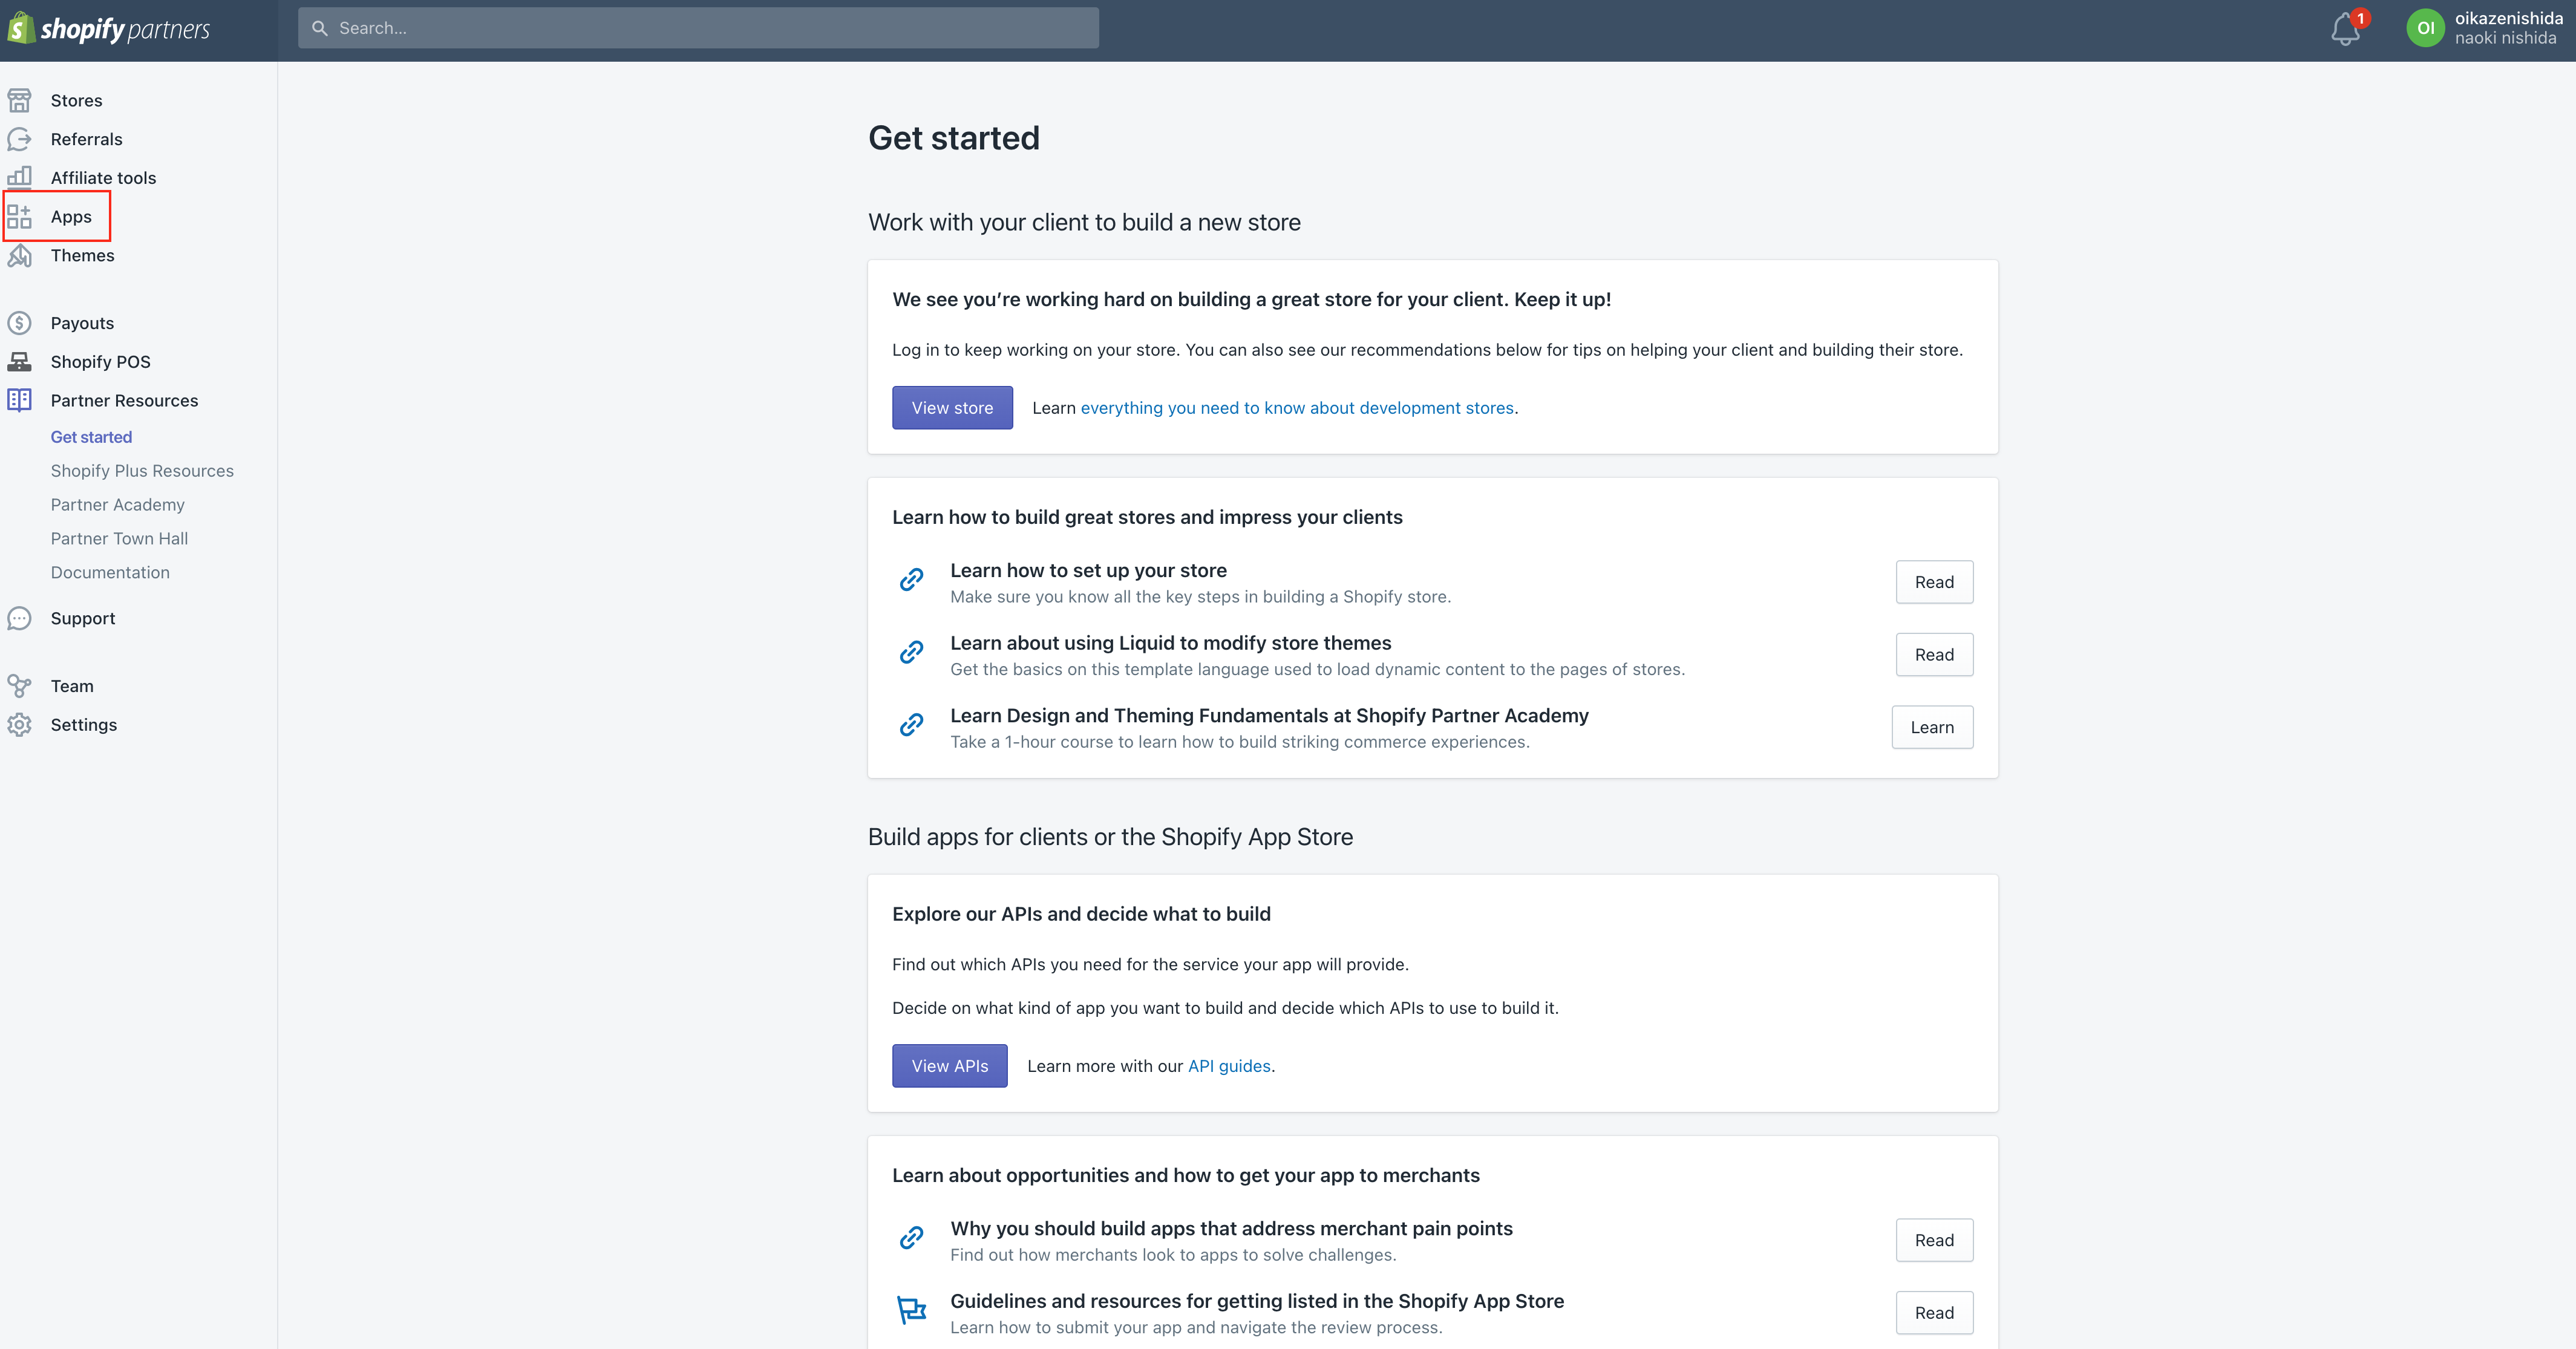 shopify partners
Search...
1
OI
oikazenishida
naoki nishida
Stores
Referrals
Affiliate tools
Apps
Themes
Payouts
Shopify POS
Partner Resources
Get started
Shopify Plus Resources
Partner Academy
Partner Town Hall
Documentation
Support
Team
Settings
Get started
Work with your client to build a new store
We see you’re working hard on building a great store for your client. Keep it up!
Log in to keep working on your store. You can also see our recommendations below for tips on helping your client and building their store.
View store Learn everything you need to know about development stores.
Learn how to build great stores and impress your clients
Learn how to set up your store
Make sure you know all the key steps in building a Shopify store.
Read
Learn about using Liquid to modify store themes
Get the basics on this template language used to load dynamic content to the pages of stores.
Read
Learn Design and Theming Fundamentals at Shopify Partner Academy
Take a 1-hour course to learn how to build striking commerce experiences.
Learn
Build apps for clients or the Shopify App Store
Explore our APIs and decide what to build
Find out which APIs you need for the service your app will provide.
Decide on what kind of app you want to build and decide which APIs to use to build it.
View APIs Learn more with our API guides.
Learn about opportunities and how to get your app to merchants
Why you should build apps that address merchant pain points
Find out how merchants look to apps to solve challenges.
Read
Guidelines and resources for getting listed in the Shopify App Store
Learn how to submit your app and navigate the review process.
Read